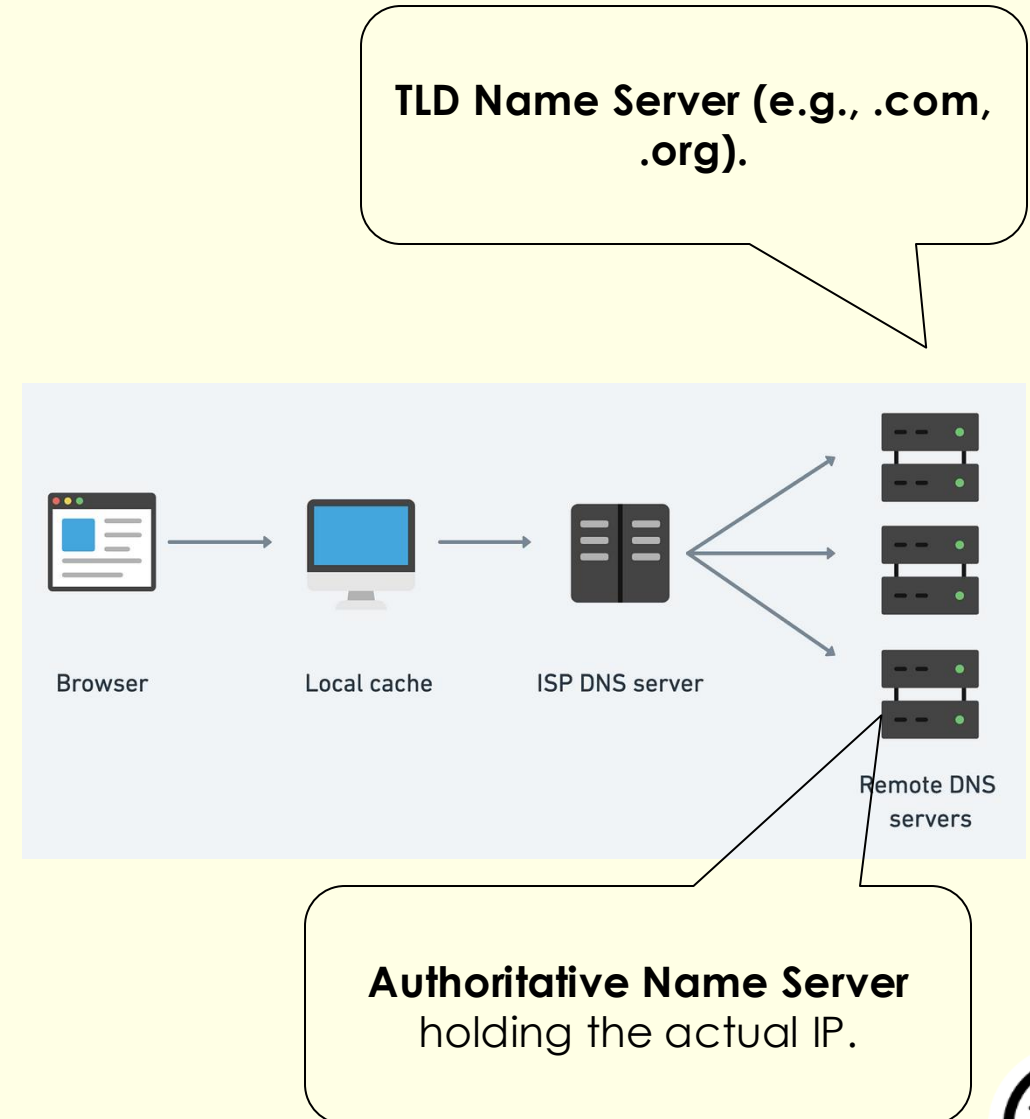 TLD Name Server (e.g., .com,
.org).
Browser
Local cache
ISP DNS server
Remote DNS
servers
Authoritative Name Server
holding the actual IP.